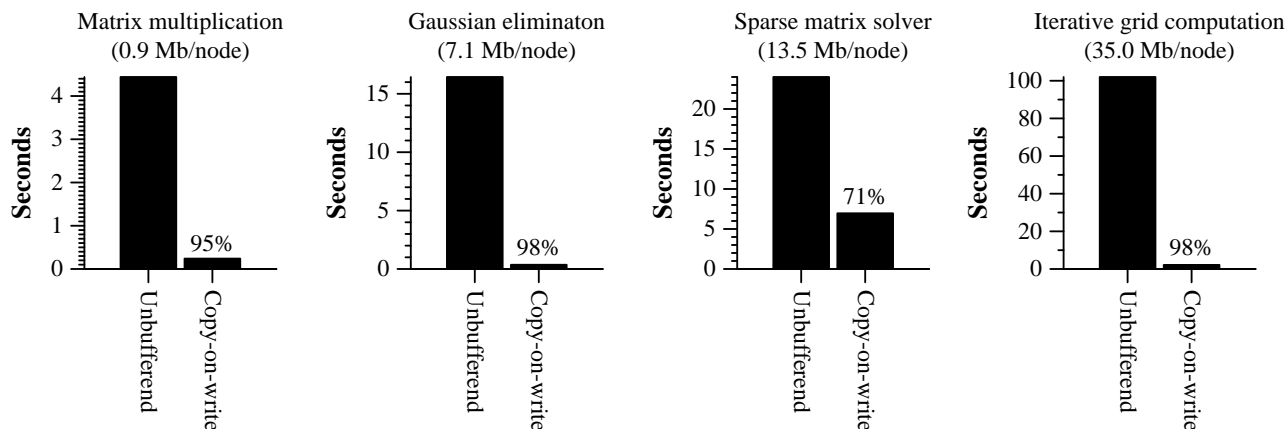 Matrix multiplication
(0.9 Mb/node)
Seconds
4
3
2
1
0
95%
Unbufferend
Copy-on-write
Gaussian eliminaton
(7.1 Mb/node)
Seconds
15
10
5
0
98%
Unbufferend
Copy-on-write
Sparse matrix solver
(13.5 Mb/node)
Seconds
20
15
10
5
0
71%
Unbufferend
Copy-on-write
Iterative grid computation
(35.0 Mb/node)
Seconds
100
80
60
40
20
0
98%
Unbufferend
Copy-on-write